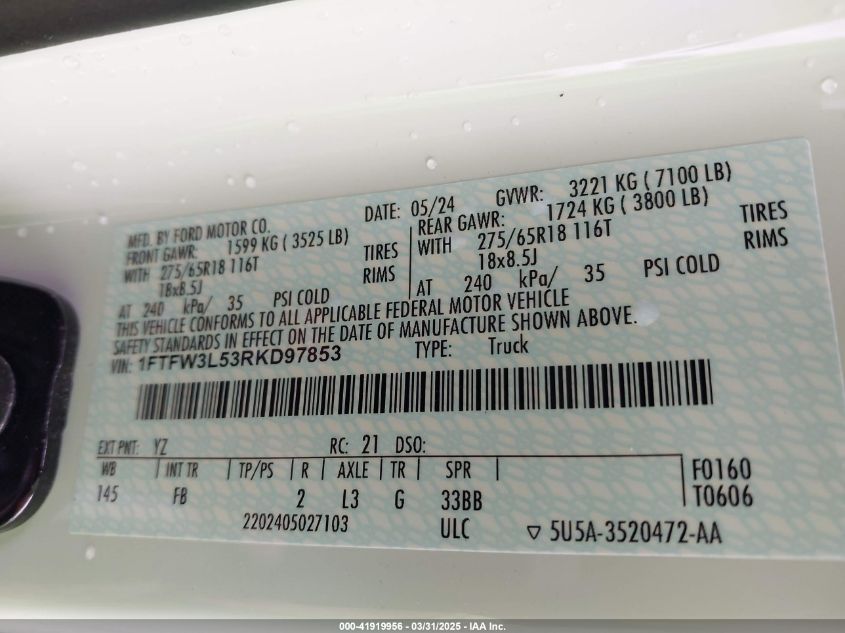 MFD. BY FORD MOTOR CO.
DATE: 05/24
GVWR: 3221 KG ( 7100 LB)
FRONT GAWR: 1599 KG ( 3525 LB)
WITH 275/65R18 116T TIRES
18x8.5J RIMS
AT 240 kPa/ 35 PSI COLD
REAR GAWR: 1724 KG ( 3800 LB)
WITH 275/65R18 116T TIRES
18x8.5J RIMS
AT 240 kPa/ 35 PSI COLD
THIS VEHICLE CONFORMS TO ALL APPLICABLE FEDERAL MOTOR VEHICLE
SAFETY STANDARDS IN EFFECT ON THE DATE OF MANUFACTURE SHOWN ABOVE.
VIN: 1FTFW3L53RKD97853 TYPE: Truck
EXT PNT: YZ RC: 21 DSO:
WB INT TR TP/PS R AXLE TR SPR
145 FB 2 L3 G 33BB
F0160
T0606
2202405027103 ULC ▽ 5U5A-3520472-AA
000-41919956 - 03/31/2025 - IAA Inc.